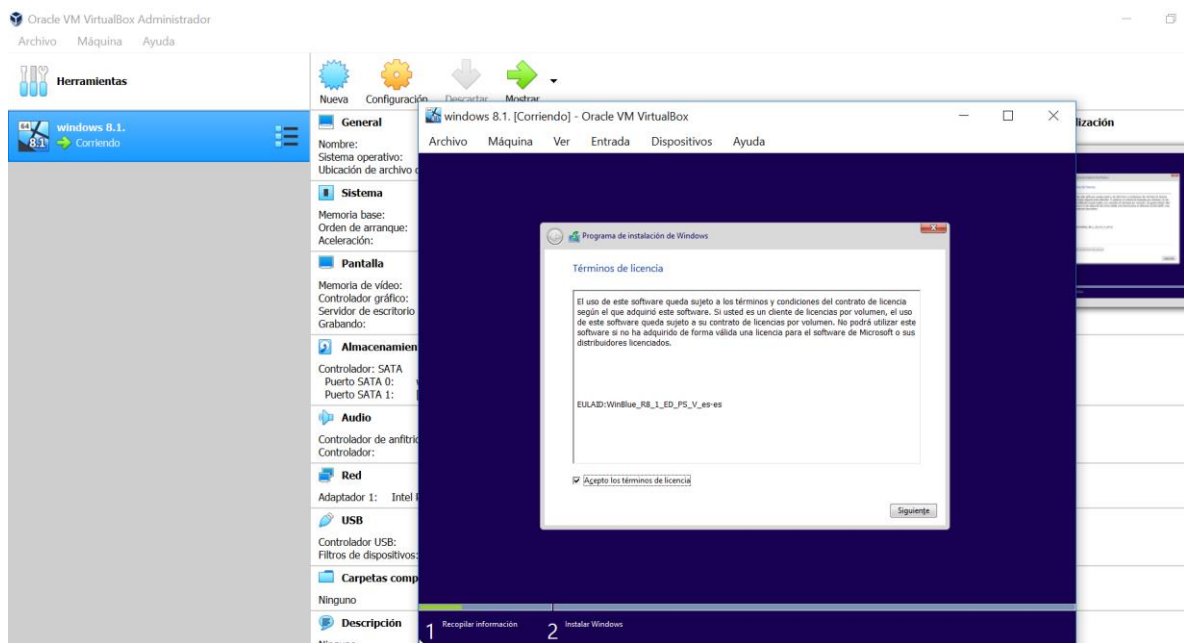 Oracle VM VirtualBox Administrador
Archivo Máquina Ayuda
Herramientas
Nueva Configuración Descartar Mostrar
windows 8.1.
Corriendo
64
8.1
General
Nombre:
Sistema operativo:
Ubicación de archivo
Sistema
Memoria base:
Orden de arranque:
Aceleración:
Pantalla
Memoria de vídeo:
Controlador gráfico:
Servidor de escritorio
Grabando:
Almacenamien
Controlador: SATA
Puerto SATA 0:
Puerto SATA 1:
Audio
Controlador de anfitrió
Controlador:
Red
Adaptador 1: Intel
USB
Controlador USB:
Filtros de dispositivos:
Carpetas comp
Ninguno
Descripción
lización
windows 8.1. [Corriendo] - Oracle VM VirtualBox
Archivo Máquina Ver Entrada Dispositivos Ayuda
Programa de instalación de Windows
Términos de licencia
El uso de este software queda sujeto a los términos y condiciones del contrato de licencia
según el que adquirió este software. Si usted es un cliente de licencias por volumen, el uso
de este software queda sujeto a su contrato de licencias por volumen. No podrá utilizar este
software si no ha adquirido de forma válida una licencia para el software de Microsoft o sus
distribuidores licenciados.
EULAID:WinBlue_RB_1_ED_PS_V_es-es
Acepto los términos de licencia
Siguiente
1 Recopilar información 2 Instalar Windows